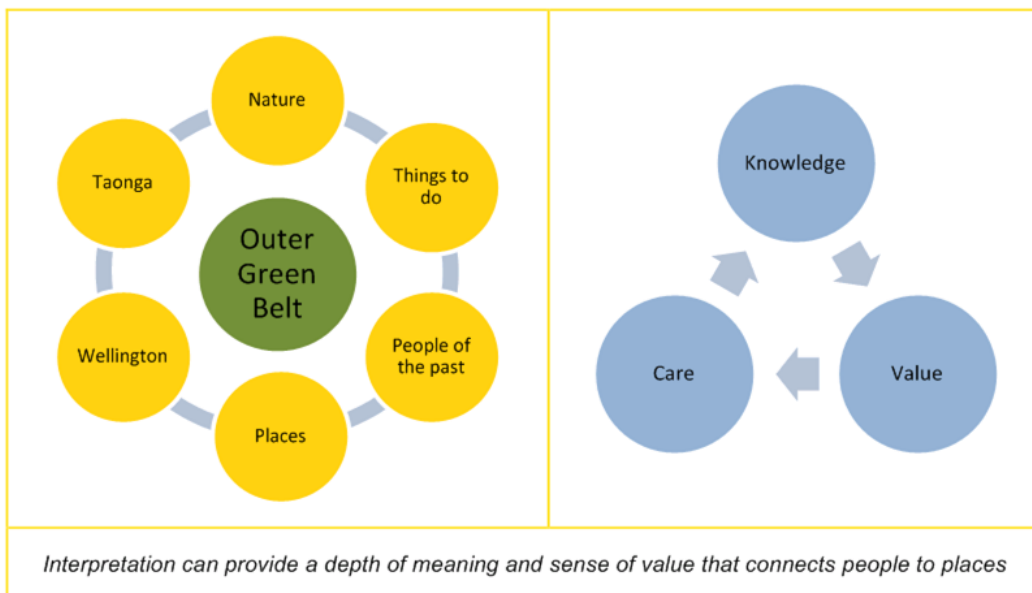 Nature
Things to
do
People of
the past
Places
Wellington
Taonga
Outer
Green
Belt
Knowledge
Value
Care
Interpretation can provide a depth of meaning and sense of value that connects people to places